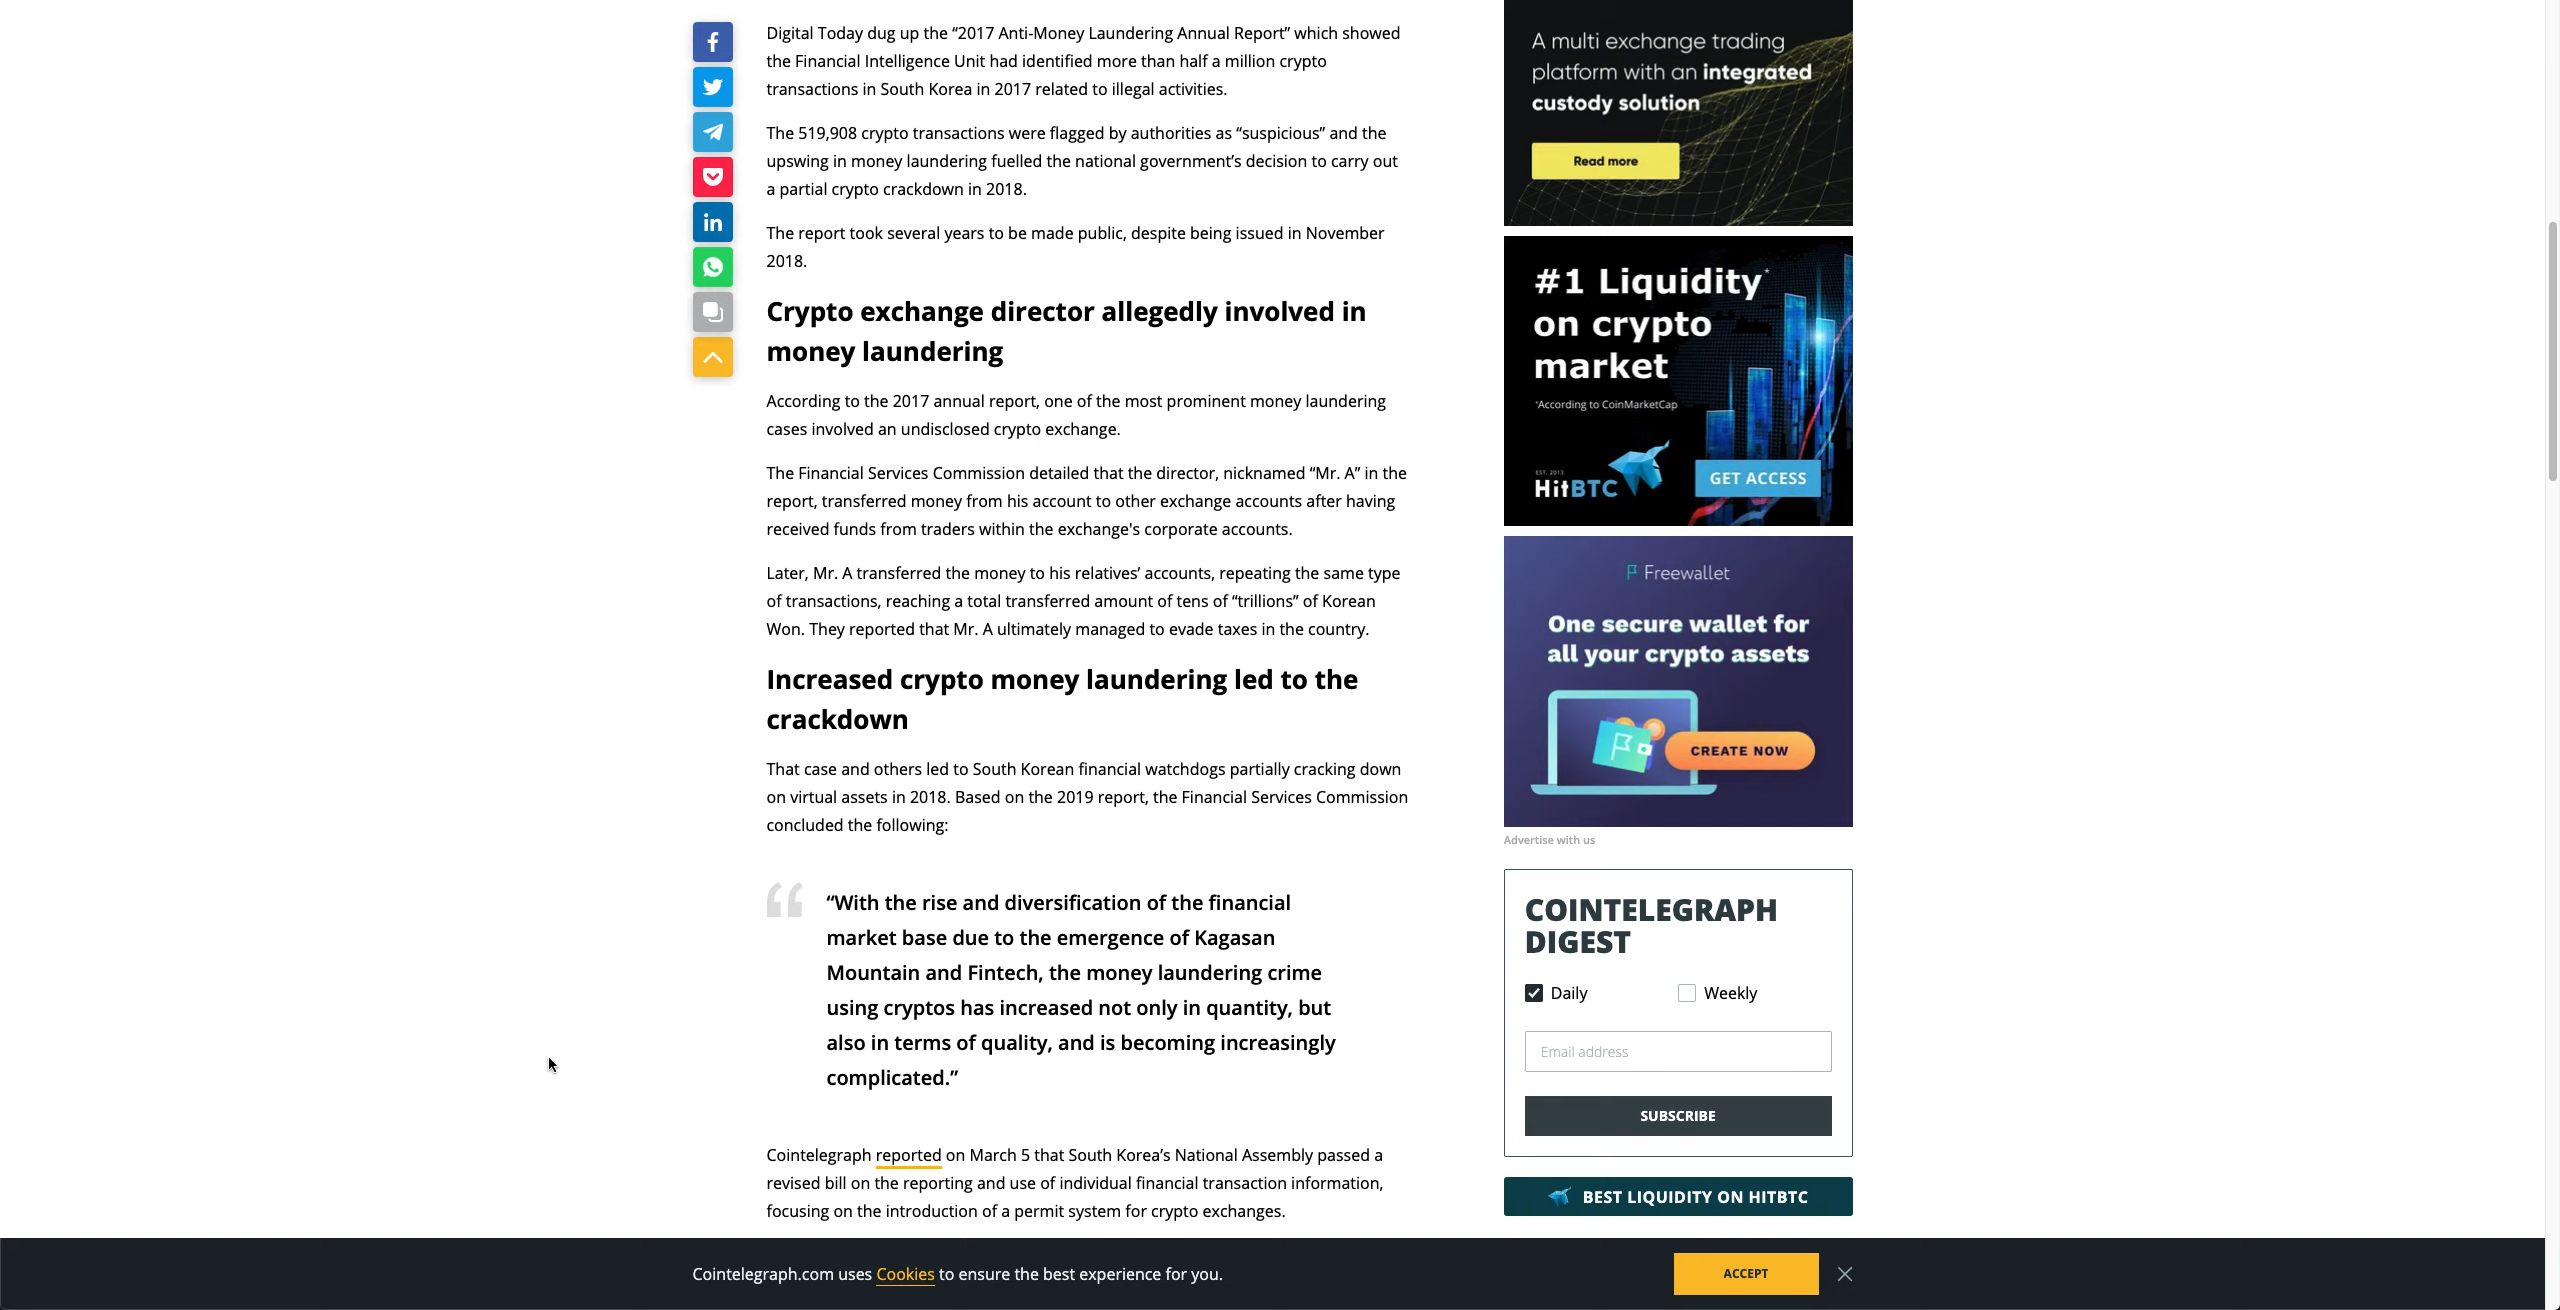 Digital Today dug up the “2017 Anti-Money Laundering Annual Report” which showed
the Financial Intelligence Unit had identified more than half a million crypto
transactions in South Korea in 2017 related to illegal activities.
The 519,908 crypto transactions were flagged by authorities as “suspicious” and the
upswing in money laundering fuelled the national government’s decision to carry out
a partial crypto crackdown in 2018.
The report took several years to be made public, despite being issued in November
2018.
Crypto exchange director allegedly involved in
money laundering
According to the 2017 annual report, one of the most prominent money laundering
cases involved an undisclosed crypto exchange.
The Financial Services Commission detailed that the director, nicknamed “Mr. A” in the
report, transferred money from his account to other exchange accounts after having
received funds from traders within the exchange's corporate accounts.
Later, Mr. A transferred the money to his relatives’ accounts, repeating the same type
of transactions, reaching a total transferred amount of tens of “trillions” of Korean
Won. They reported that Mr. A ultimately managed to evade taxes in the country.
Increased crypto money laundering led to the
crackdown
That case and others led to South Korean financial watchdogs partially cracking down
on virtual assets in 2018. Based on the 2019 report, the Financial Services Commission
concluded the following:
“With the rise and diversification of the financial
market base due to the emergence of Kagasan
Mountain and Fintech, the money laundering crime
using cryptos has increased not only in quantity, but
also in terms of quality, and is becoming increasingly
complicated.”
Cointelegraph reported on March 5 that South Korea’s National Assembly passed a
revised bill on the reporting and use of individual financial transaction information,
focusing on the introduction of a permit system for crypto exchanges.
A multi exchange trading
platform with an integrated
custody solution
Read more
#1 Liquidity*
on crypto
market
*According to CoinMarketCap
EST. 2013
HitBTC
GET ACCESS
Freewallet
One secure wallet for
all your crypto assets
CREATE NOW
Advertise with us
COINTELEGRAPH
DIGEST
Daily Weekly
Email address
SUBSCRIBE
BEST LIQUIDITY ON HITBTC
Cointelegraph.com uses Cookies to ensure the best experience for you.
ACCEPT